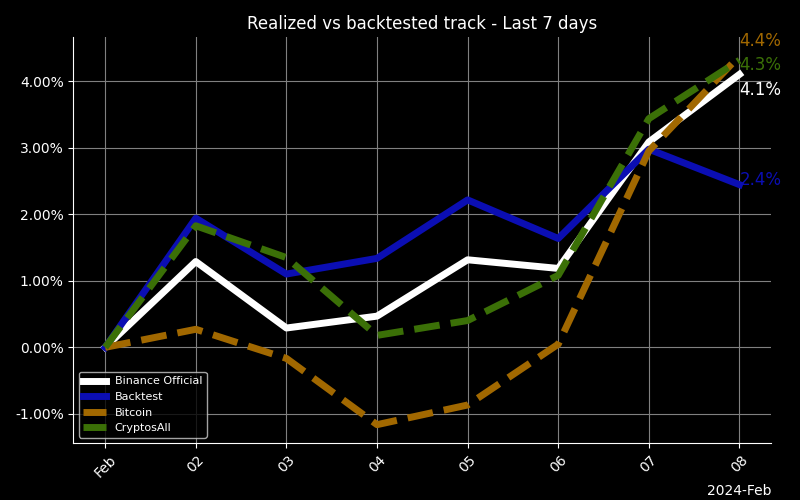 Realized vs backtested track - Last 7 days
4.4%
4.3%
4.1%
2.4%
4.00%
3.00%
2.00%
1.00%
0.00%
-1.00%
Binance Official
Backtest
Bitcoin
CryptosAll
Feb
02
03
04
05
06
07
08
2024-Feb